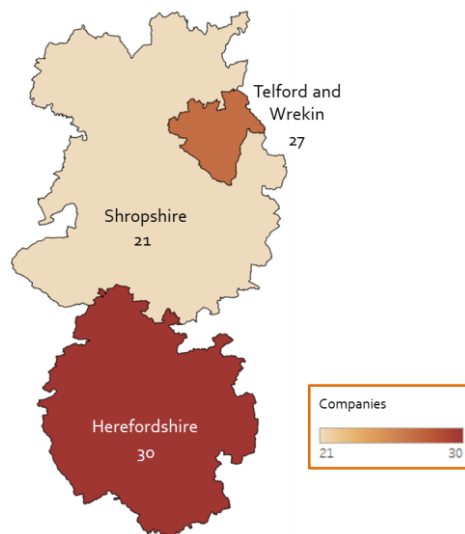 Telford and
Wrekin
27
Shropshire
21
Herefordshire
30
Companies
21 30